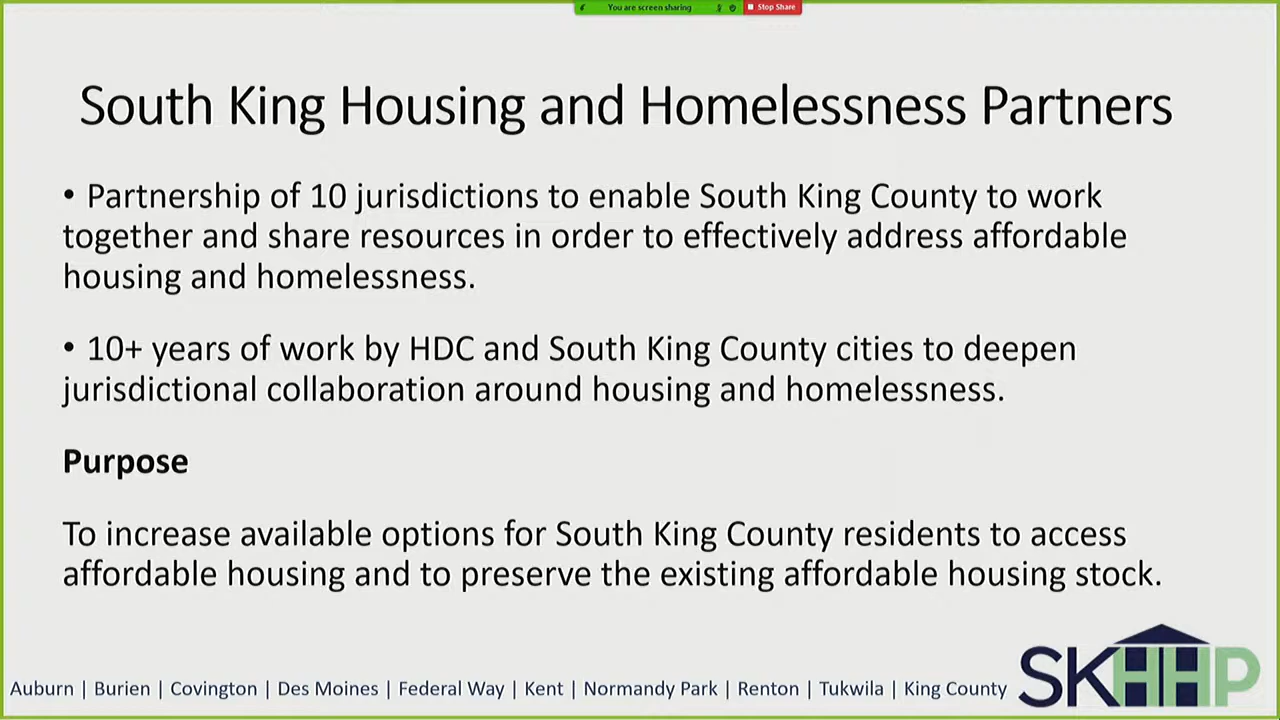 You are screen sharing
Stop Share
South King Housing and Homelessness Partners
• Partnership of 10 jurisdictions to enable South King County to work
together and share resources in order to effectively address affordable
housing and homelessness.
• 10+ years of work by HDC and South King County cities to deepen
jurisdictional collaboration around housing and homelessness.
Purpose
To increase available options for South King County residents to access
affordable housing and to preserve the existing affordable housing stock.
Auburn | Burien | Covington | Des Moines | Federal Way | Kent | Normandy Park | Renton | Tukwila | King County
SKHHP